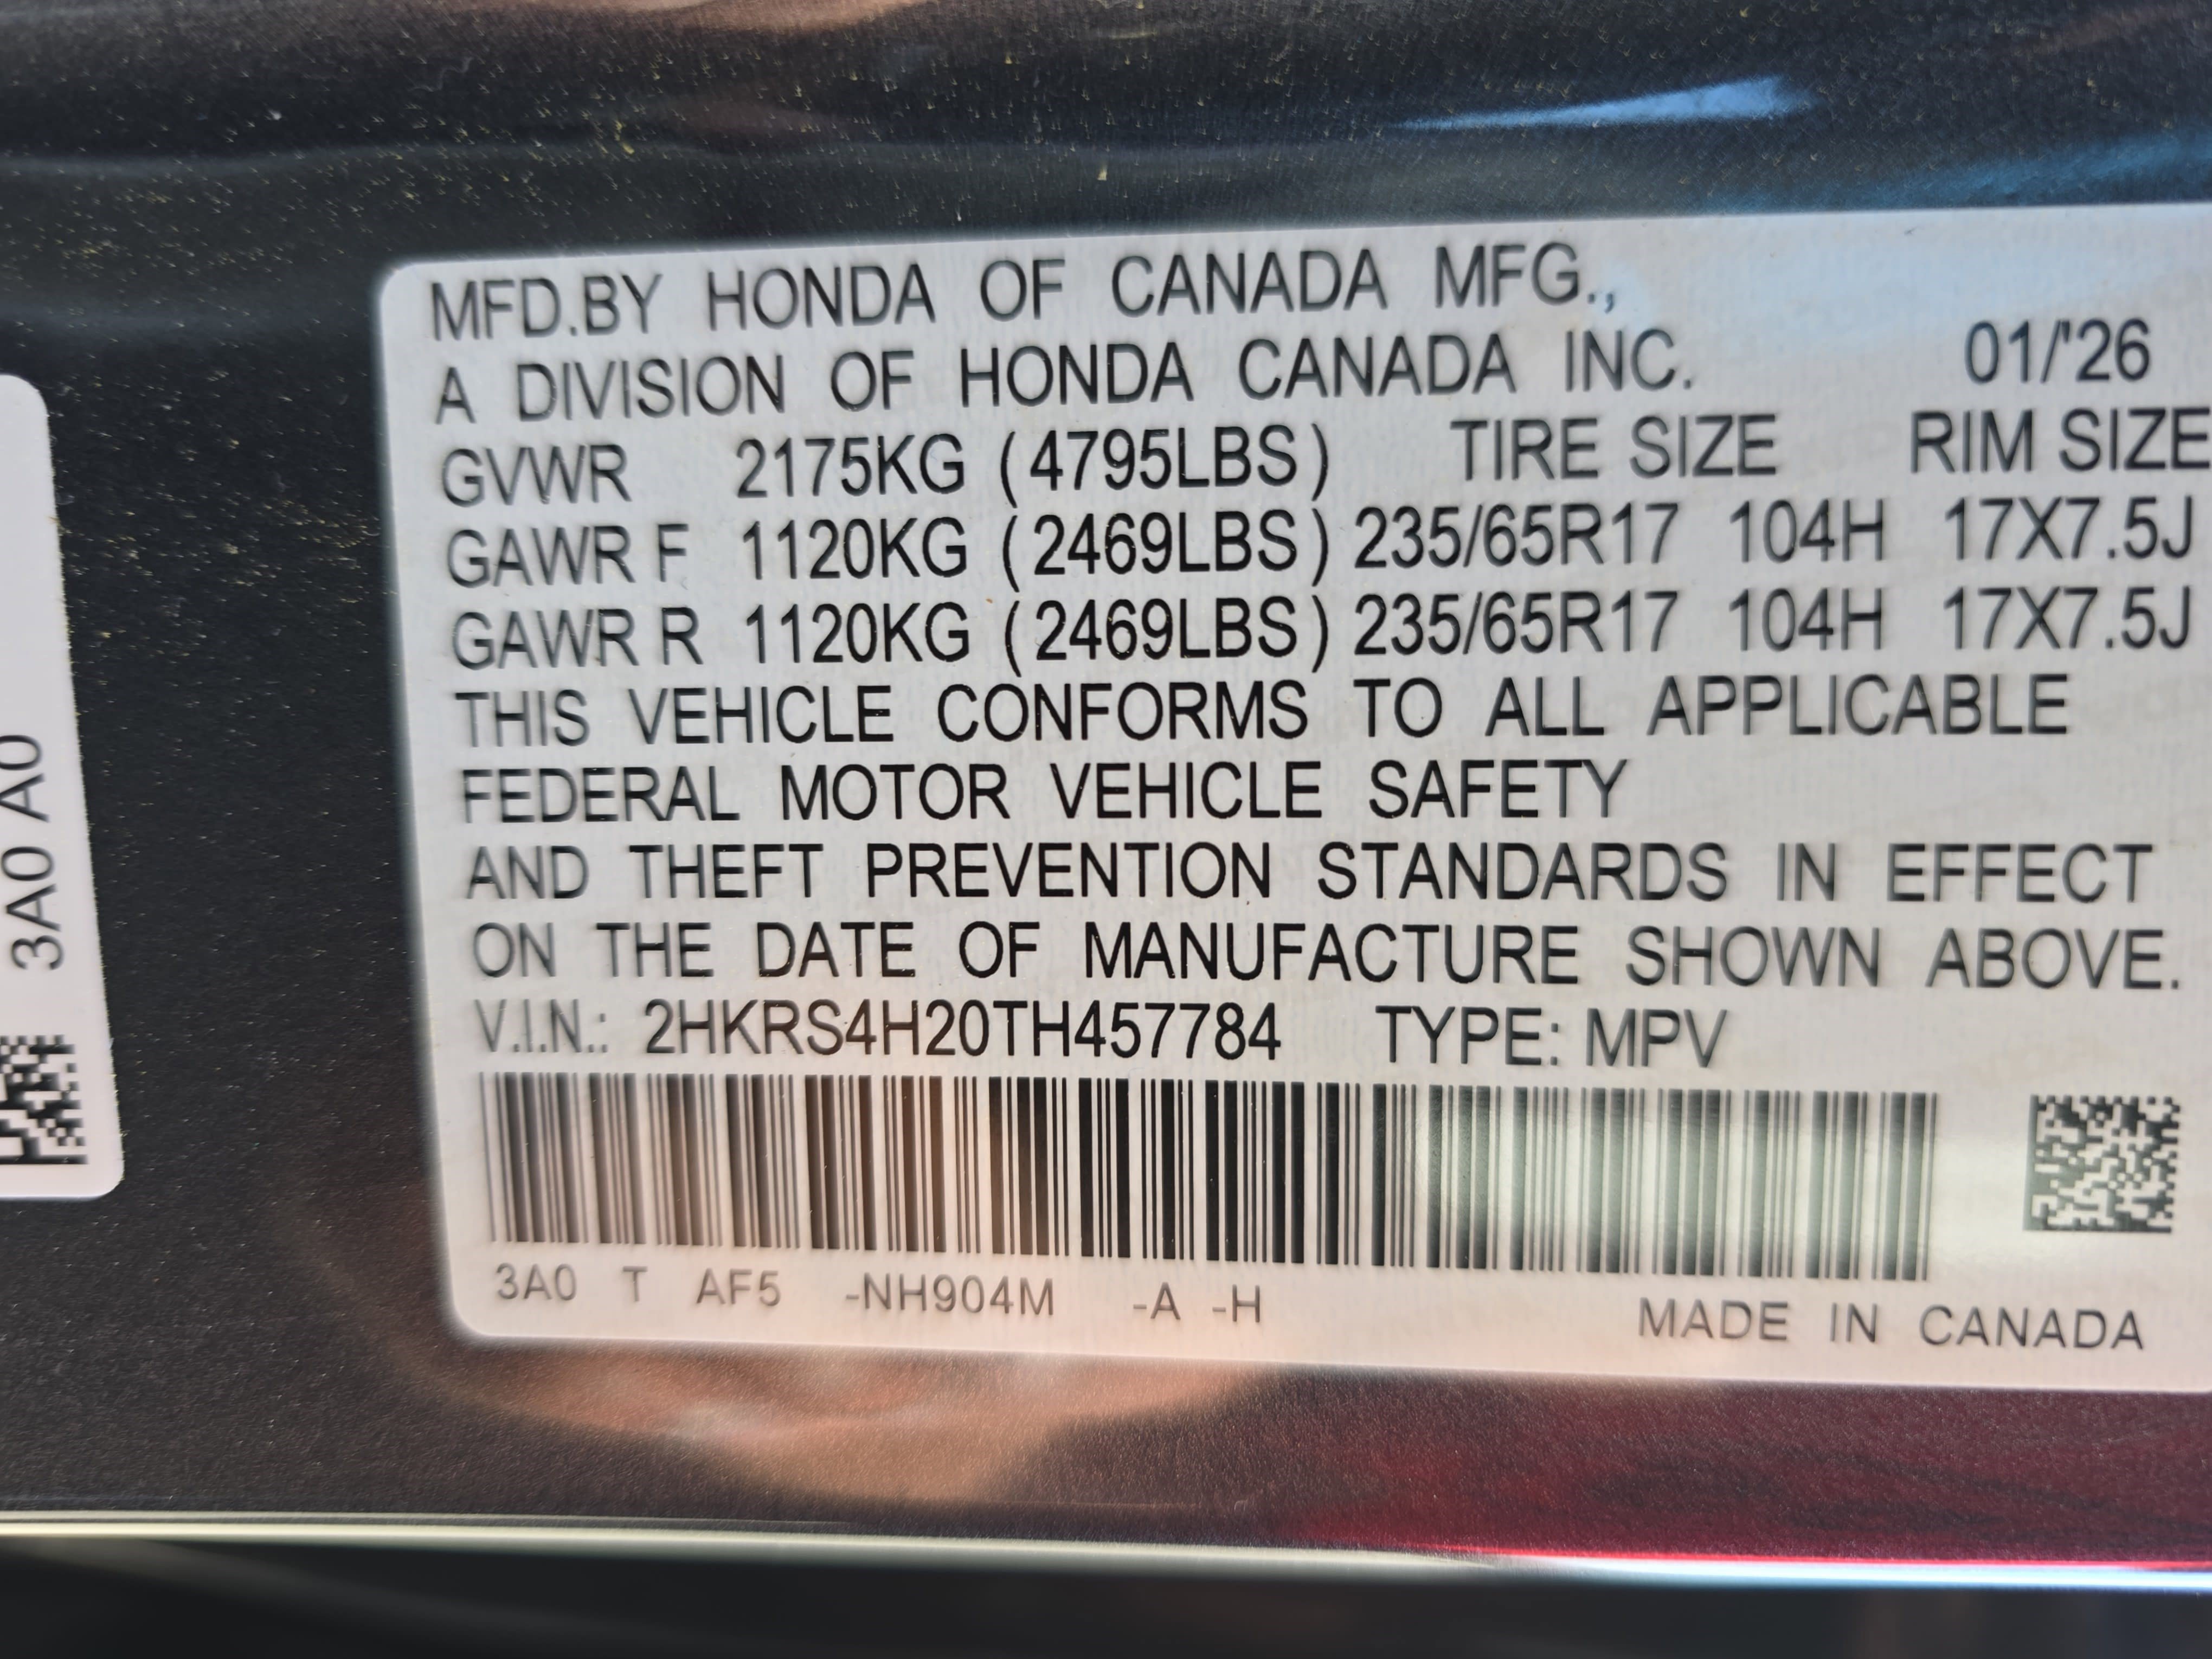 MFD.BY HONDA OF CANADA MFG.,
A DIVISION OF HONDA CANADA INC. 01/'26
GVWR 2175KG (4795LBS) TIRE SIZE RIM SIZE
GAWR F 1120KG (2469LBS) 235/65R17 104H 17X7.5J
GAWR R 1120KG (2469LBS) 235/65R17 104H 17X7.5J
THIS VEHICLE CONFORMS TO ALL APPLICABLE
FEDERAL MOTOR VEHICLE SAFETY
AND THEFT PREVENTION STANDARDS IN EFFECT
ON THE DATE OF MANUFACTURE SHOWN ABOVE.
V.I.N.: 2HKRS4H20TH457784 TYPE: MPV
3A0 T AF5 -NH904M -A -H MADE IN CANADA
3A0 A0